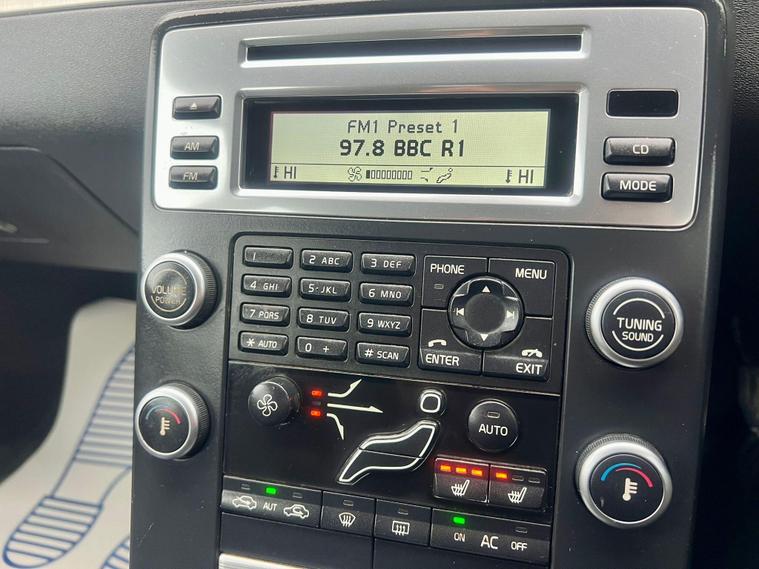 FM1 Preset 1
97.8 BBC R1
HI
HI
AM
FM
CD
MODE
VOLUME
POWER
1
2 ABC
3 DEF
4 GHI
5 JKL
6 MNO
7 PQRS
8 TUV
9 WXYZ
* AUTO
0 +
# SCAN
PHONE
MENU
ENTER
EXIT
TUNING
SOUND
AUTO
AUT
ON
AC
OFF